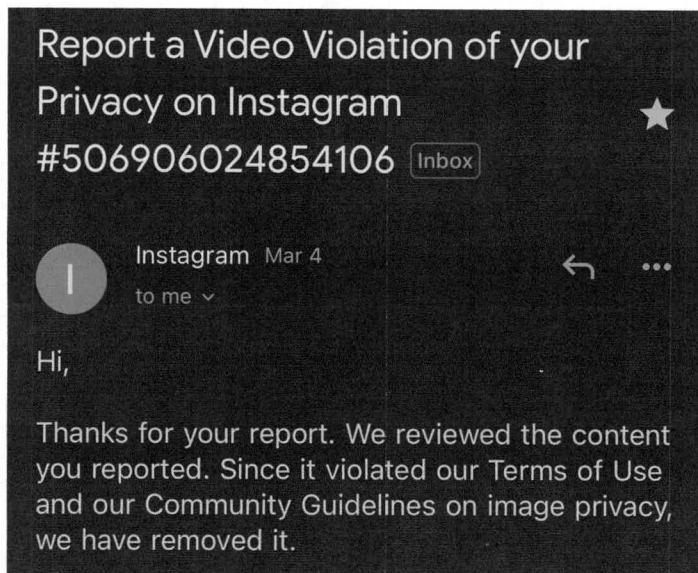 Report a Video Violation of your
Privacy on Instagram
#506906024854106 Inbox
I
Instagram Mar 4
to me
Hi,
Thanks for your report. We reviewed the content
you reported. Since it violated our Terms of Use
and our Community Guidelines on image privacy,
we have removed it.